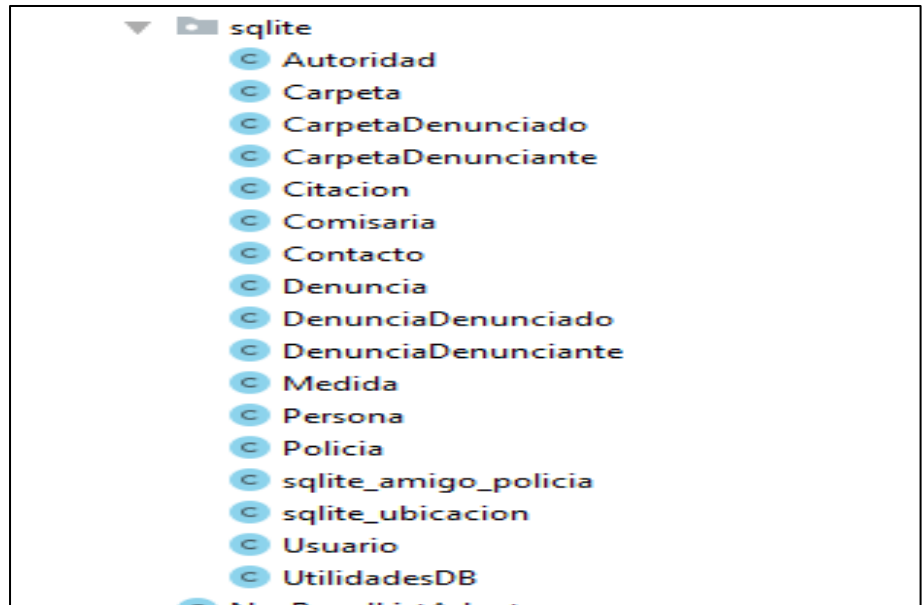 sqlite
Autoridad
Carpeta
CarpetaDenunciado
CarpetaDenunciante
Citacion
Comisaria
Contacto
Denuncia
DenunciaDenunciado
DenunciaDenunciante
Medida
Persona
Policia
sqlite_amigo_policia
sqlite_ubicacion
Usuario
UtilidadesDB